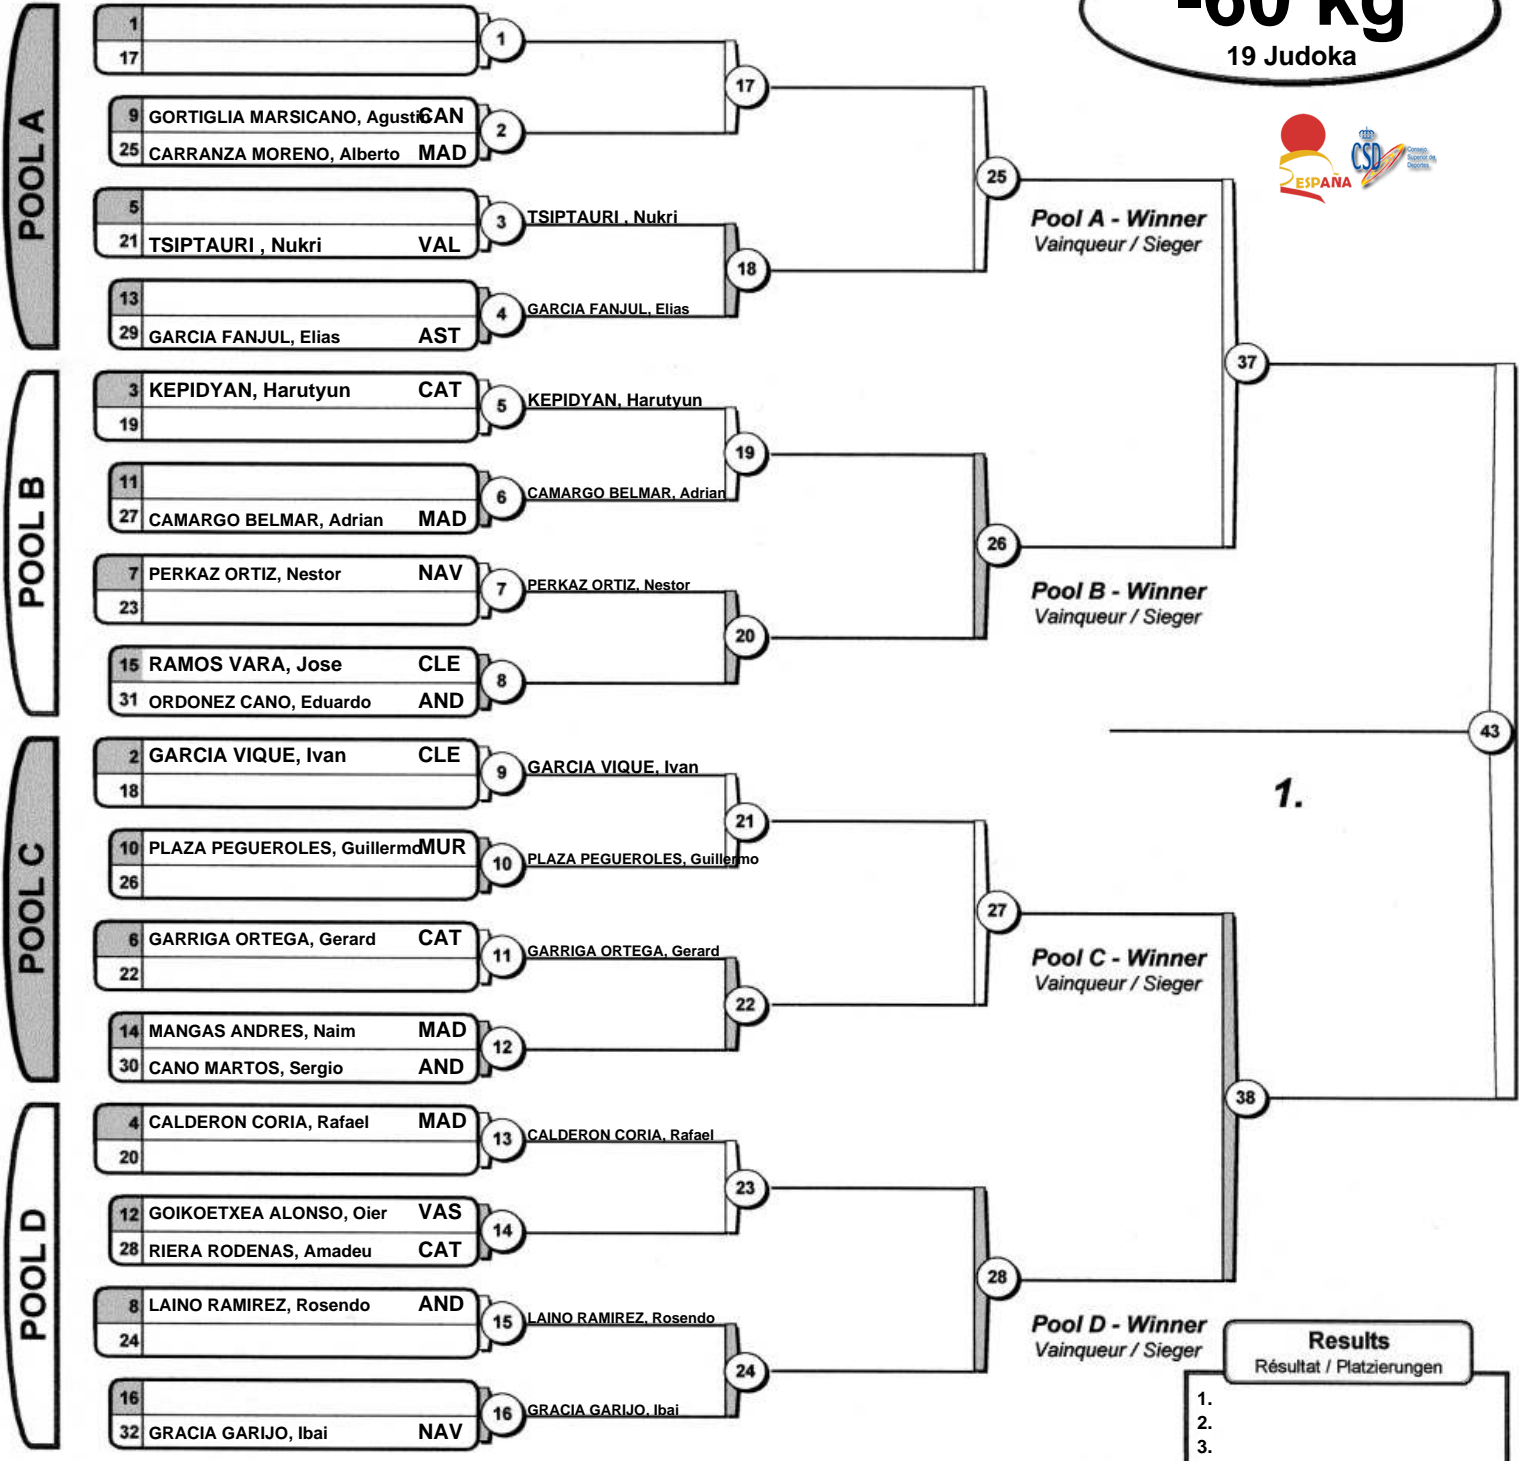 -60 kg
19 Judoka
ESPAÑA
CSD
Consejo
Superior de
Deportes
POOL A
1
17
1
9 GORTIGLIA MARSICANO, Agustin CAN
25 CARRANZA MORENO, Alberto MAD
2
17
5
21 TSIPTAURI , Nukri VAL
3 TSIPTAURI , Nukri
13
29 GARCIA FANJUL, Elias AST
4 GARCIA FANJUL, Elias
18
25
Pool A - Winner
Vainqueur / Sieger
POOL B
3 KEPIDYAN, Harutyun CAT
19
5 KEPIDYAN, Harutyun
11
27 CAMARGO BELMAR, Adrian MAD
6 CAMARGO BELMAR, Adrian
19
7 PERKAZ ORTIZ, Nestor NAV
23
7 PERKAZ ORTIZ, Nestor
15 RAMOS VARA, Jose CLE
31 ORDONEZ CANO, Eduardo AND
8
20
26
Pool B - Winner
Vainqueur / Sieger
37
POOL C
2 GARCIA VIQUE, Ivan CLE
18
9 GARCIA VIQUE, Ivan
10 PLAZA PEGUEROLES, Guillermo MUR
26
10 PLAZA PEGUEROLES, Guillermo
21
6 GARRIGA ORTEGA, Gerard CAT
22
11 GARRIGA ORTEGA, Gerard
14 MANGAS ANDRES, Naim MAD
30 CANO MARTOS, Sergio AND
12
22
27
Pool C - Winner
Vainqueur / Sieger
POOL D
4 CALDERON CORIA, Rafael MAD
20
13 CALDERON CORIA, Rafael
12 GOIKOETXEA ALONSO, Oier VAS
28 RIERA RODENAS, Amadeu CAT
14
23
8 LAINO RAMIREZ, Rosendo AND
24
15 LAINO RAMIREZ, Rosendo
16
32 GRACIA GARIJO, Ibai NAV
16 GRACIA GARIJO, Ibai
24
28
Pool D - Winner
Vainqueur / Sieger
38
43
1.
Results
Résultat / Platzierungen
1.
2.
3.